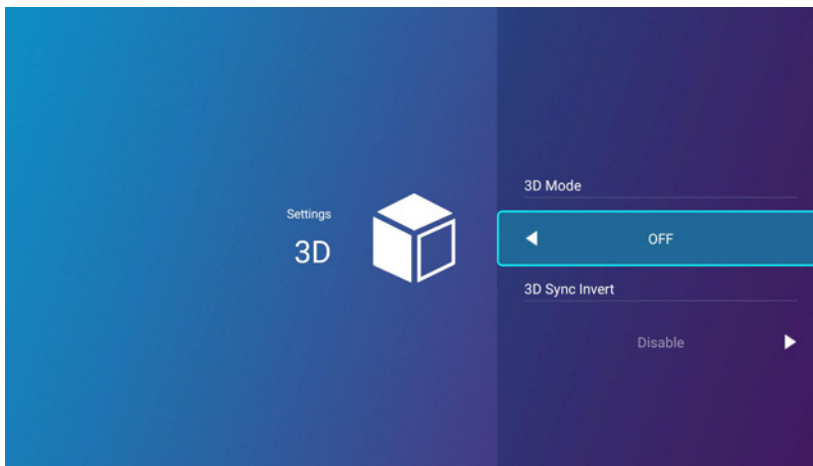 Settings
3D
3D Mode
OFF
3D Sync Invert
Disable